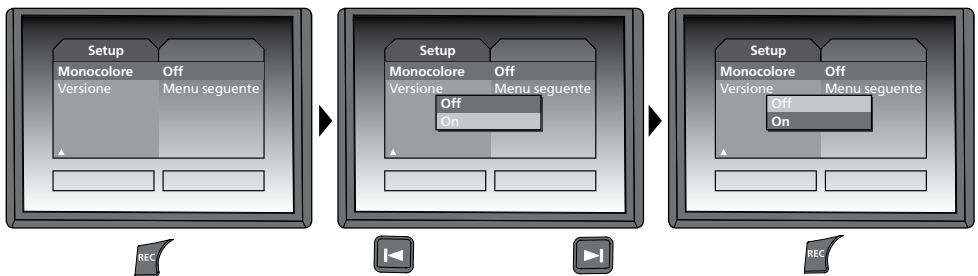 Setup
Monocolore Off
Versione Menu seguente
Setup
Monocolore Off
Versione Menu seguente
Off
On
Setup
Monocolore Off
Versione Menu seguente
Off
On
REC
REC